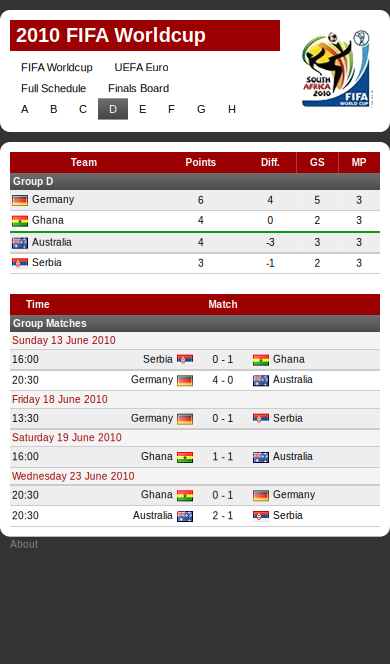 2010 FIFA Worldcup
FIFA Worldcup UEFA Euro
Full Schedule Finals Board
A B C D E F G H
SOUTH AFRICA
2010
FIFA
WORLD CUP
Team Points Diff. GS MP
Group D
Germany 6 4 5 3
Ghana 4 0 2 3
Australia 4 -3 3 3
Serbia 3 -1 2 3
Time Match
Group Matches
Sunday 13 June 2010
16:00 Serbia 0 - 1 Ghana
20:30 Germany 4 - 0 Australia
Friday 18 June 2010
13:30 Germany 0 - 1 Serbia
Saturday 19 June 2010
16:00 Ghana 1 - 1 Australia
Wednesday 23 June 2010
20:30 Ghana 0 - 1 Germany
20:30 Australia 2 - 1 Serbia
About